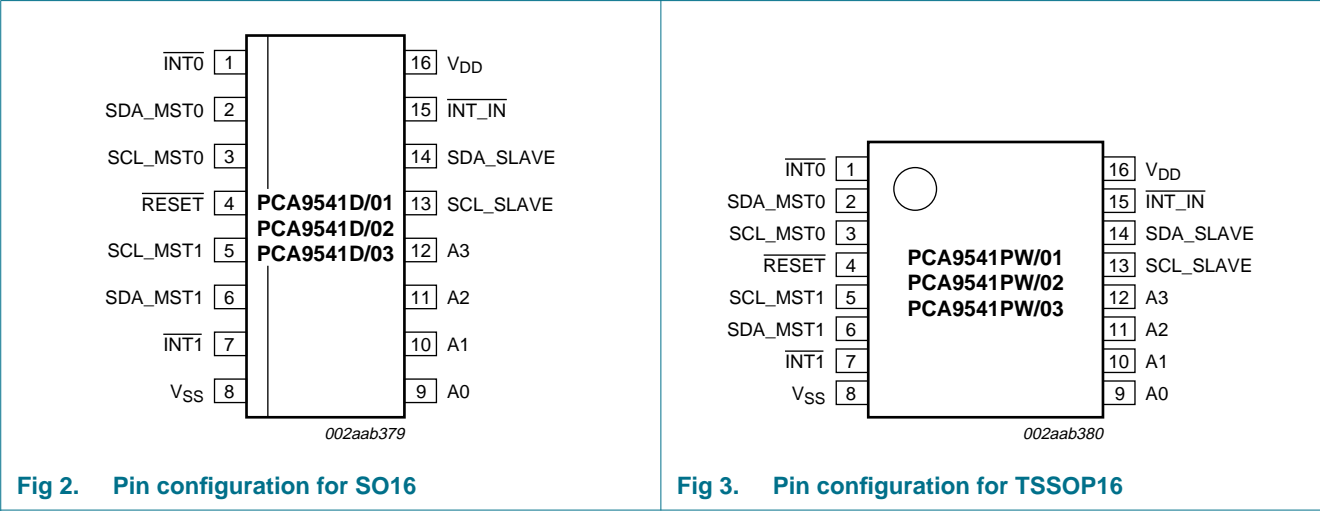 INT0 1 16 VDD
SDA_MST0 2 15 INT_IN
SCL_MST0 3 14 SDA_SLAVE
RESET 4 PCA9541D/01 13 SCL_SLAVE
PCA9541D/02
SCL_MST1 5 PCA9541D/03 12 A3
SDA_MST1 6 11 A2
INT1 7 10 A1
VSS 8 9 A0
002aab379
Fig 2. Pin configuration for SO16
INT0 1 16 VDD
SDA_MST0 2 15 INT_IN
SCL_MST0 3 14 SDA_SLAVE
RESET 4 PCA9541PW/01 13 SCL_SLAVE
PCA9541PW/02
SCL_MST1 5 PCA9541PW/03 12 A3
SDA_MST1 6 11 A2
INT1 7 10 A1
VSS 8 9 A0
002aab380
Fig 3. Pin configuration for TSSOP16